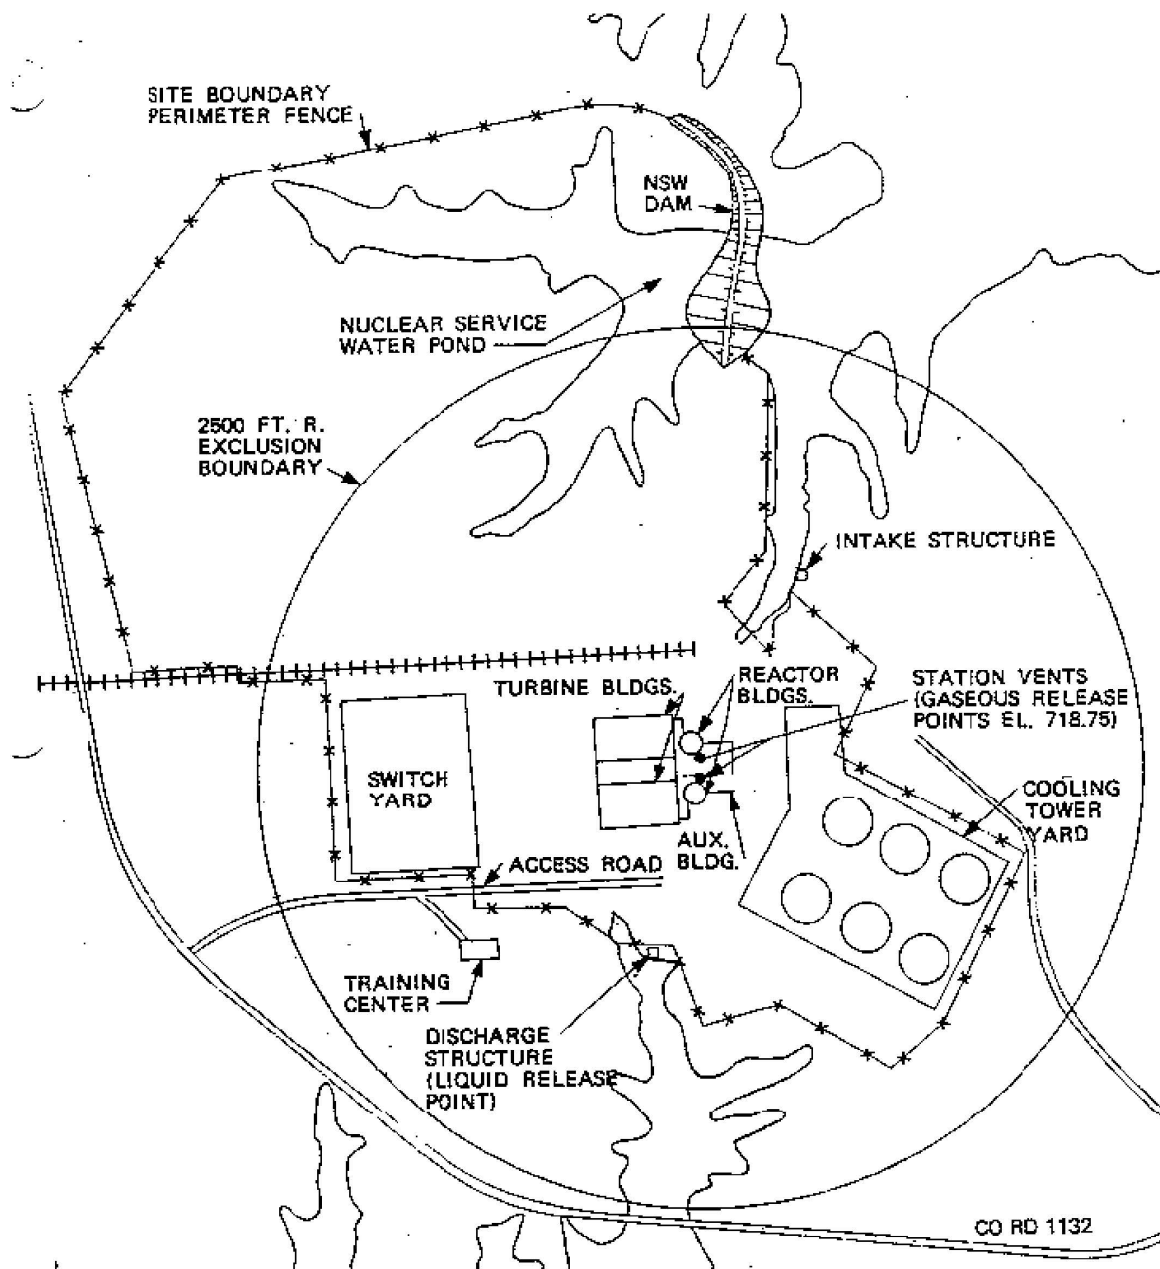 SITE BOUNDARY
PERIMETER FENCE
NSW
DAM
NUCLEAR SERVICE
WATER POND
2500 FT. R.
EXCLUSION
BOUNDARY
INTAKE STRUCTURE
TURBINE BLDGS.
REACTOR
BLDGS.
STATION VENTS
(GASEOUS RELEASE
POINTS EL. 718.75)
SWITCH
YARD
COOLING
TOWER
YARD
AUX.
BLDG.
ACCESS ROAD
TRAINING
CENTER
DISCHARGE
STRUCTURE
(LIQUID RELEASE
POINT)
CO RD 1132